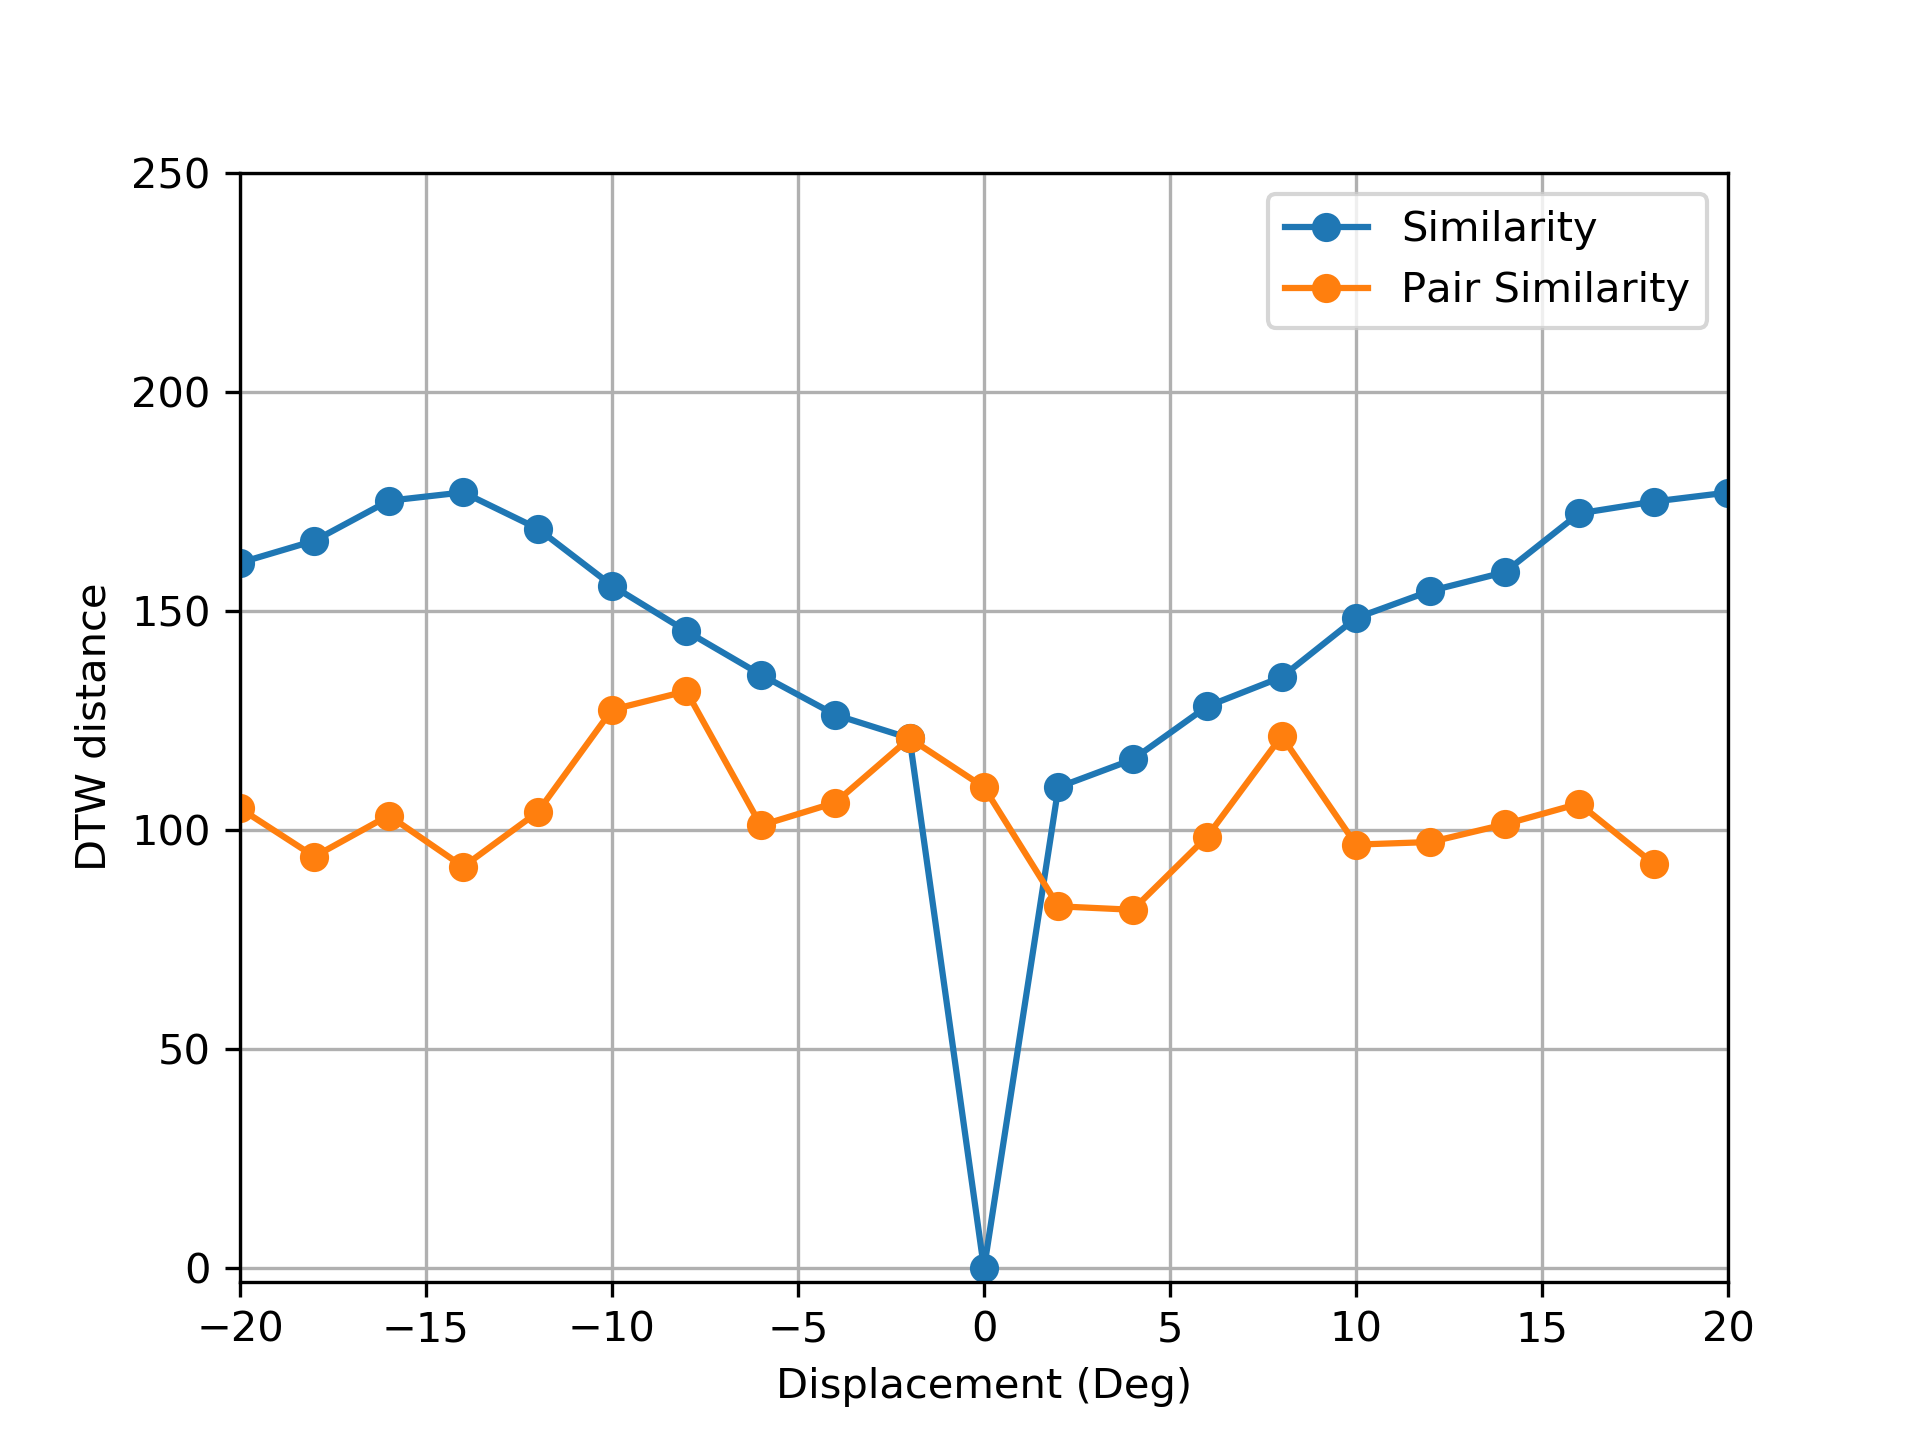 250
200
150
100
50
0
DTW distance
Similarity
Pair Similarity
−20 −15 −10 −5 0 5 10 15 20
Displacement (Deg)